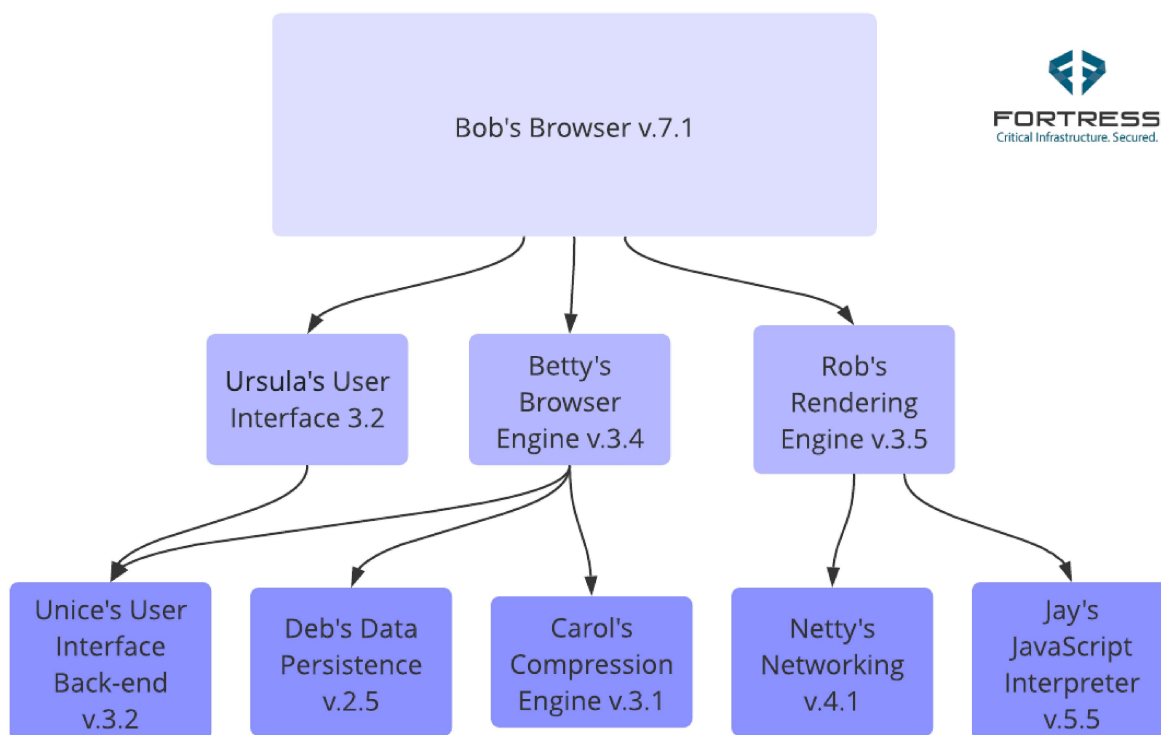 Bob's Browser v.7.1
FORTRESS
Critical Infrastructure. Secured.
Ursula's User
Interface 3.2
Betty's
Browser
Engine v.3.4
Rob's
Rendering
Engine v.3.5
Unice's User
Interface
Back-end
v.3.2
Deb's Data
Persistence
v.2.5
Carol's
Compression
Engine v.3.1
Netty's
Networking
v.4.1
Jay's
JavaScript
Interpreter
v.5.5